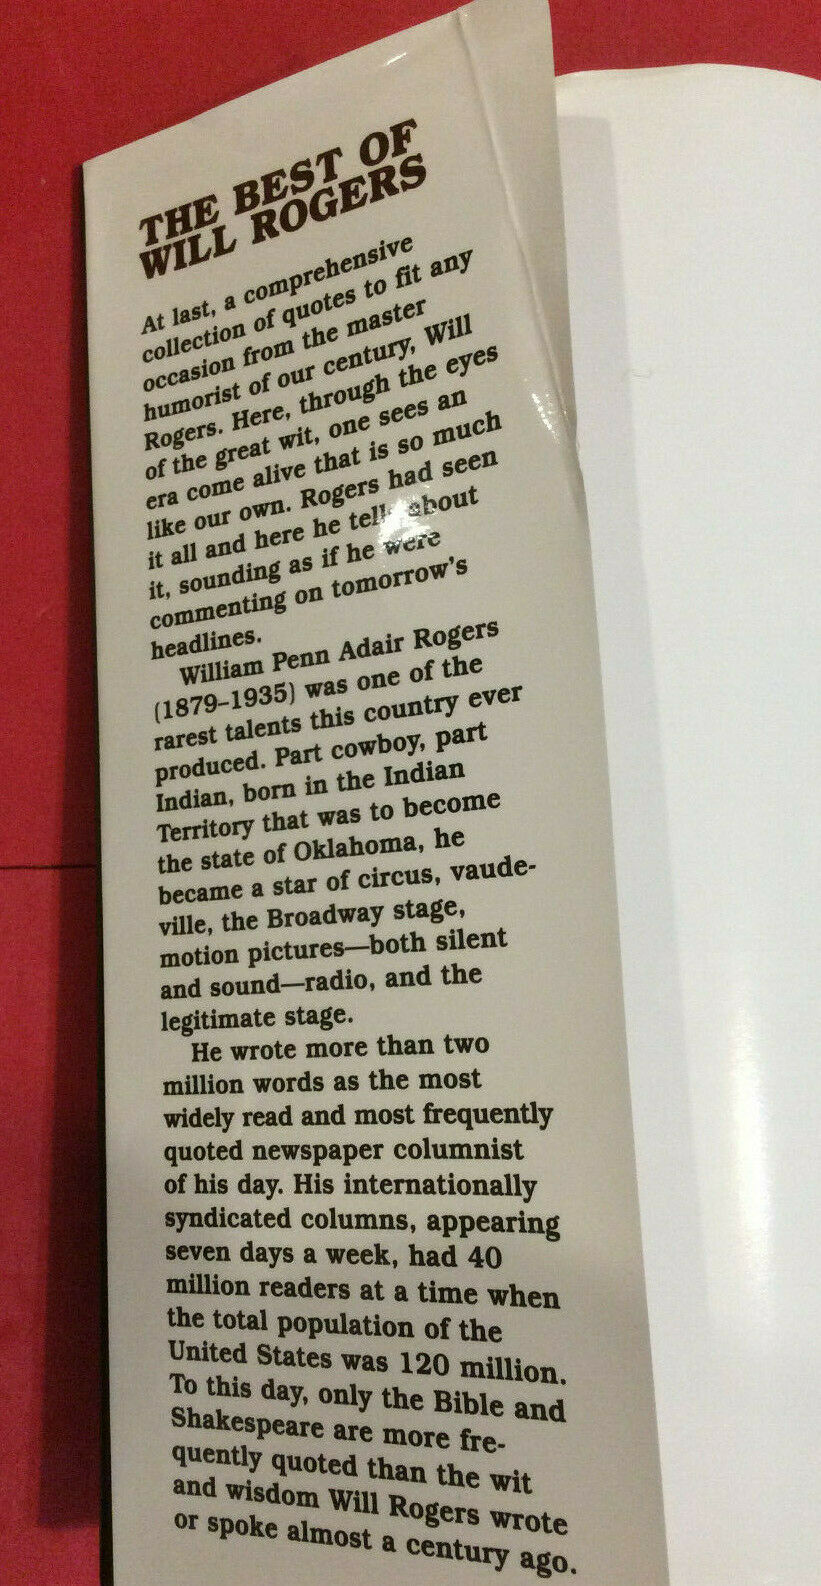 THE BEST OF
WILL ROGERS
At last, a comprehensive
collection of quotes to fit any
occasion from the master
humorist of our century, Will
Rogers. Here, through the eyes
of the great wit, one sees an
era come alive that is so much
like our own. Rogers had seen
it all and here he tells about
it, sounding as if he were
commenting on tomorrow's
headlines.
William Penn Adair Rogers
(1879–1935) was one of the
rarest talents this country ever
produced. Part cowboy, part
Indian, born in the Indian
Territory that was to become
the state of Oklahoma, he
became a star of circus, vaude-
ville, the Broadway stage,
motion pictures—both silent
and sound—radio, and the
legitimate stage.
He wrote more than two
million words as the most
widely read and most frequently
quoted newspaper columnist
of his day. His internationally
syndicated columns, appearing
seven days a week, had 40
million readers at a time when
the total population of the
United States was 120 million.
To this day, only the Bible and
Shakespeare are more fre-
quently quoted than the wit
and wisdom Will Rogers wrote
or spoke almost a century ago.